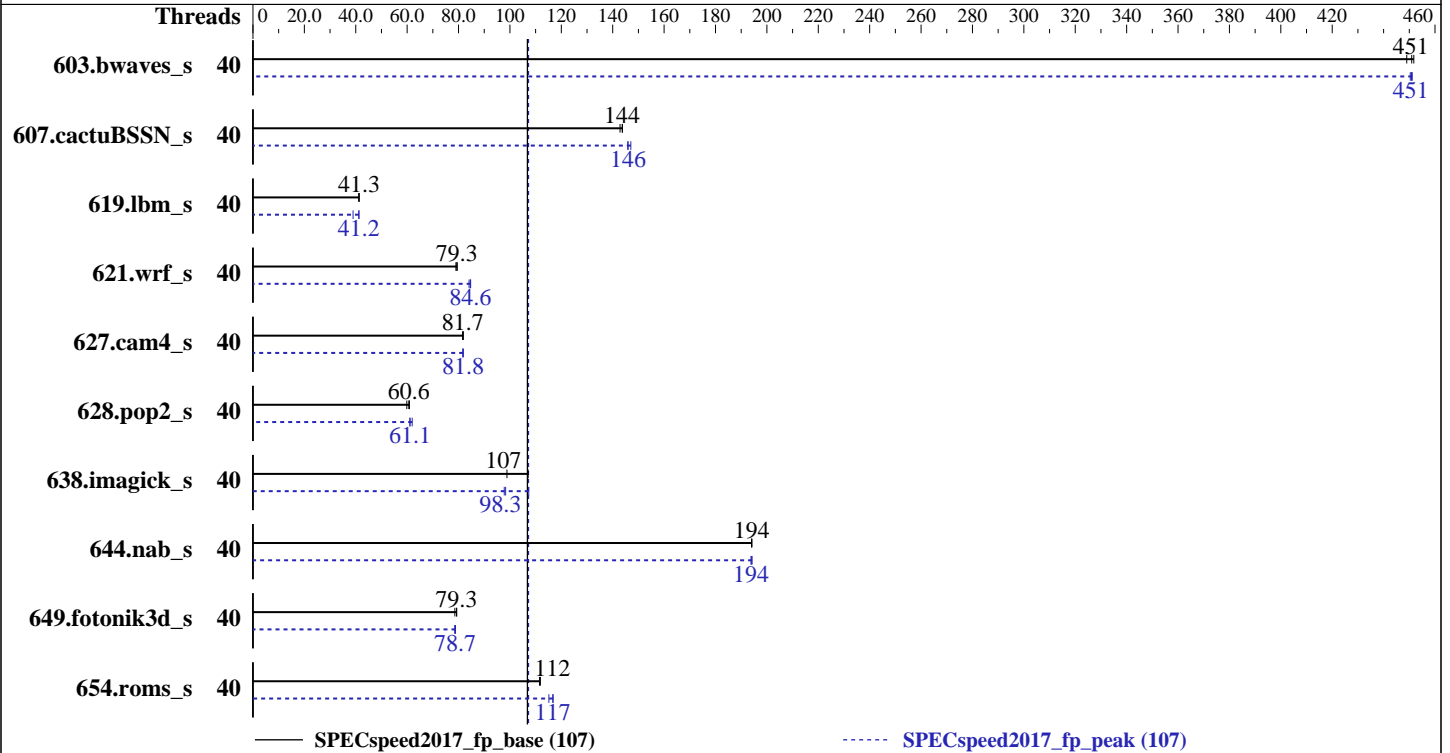 Threads 0 20.0 40.0 60.0 80.0 100 120 140 160 180 200 220 240 260 280 300 320 340 360 380 400 420 460
451
603.bwaves_s 40
451
144
607.cactuBSSN_s 40
146
41.3
619.lbm_s 40
41.2
79.3
621.wrf_s 40
84.6
81.7
627.cam4_s 40
81.8
60.6
628.pop2_s 40
61.1
107
638.imagick_s 40
98.3
194
644.nab_s 40
194
79.3
649.fotonik3d_s 40
78.7
112
654.roms_s 40
117
SPECspeed2017_fp_base (107) SPECspeed2017_fp_peak (107)